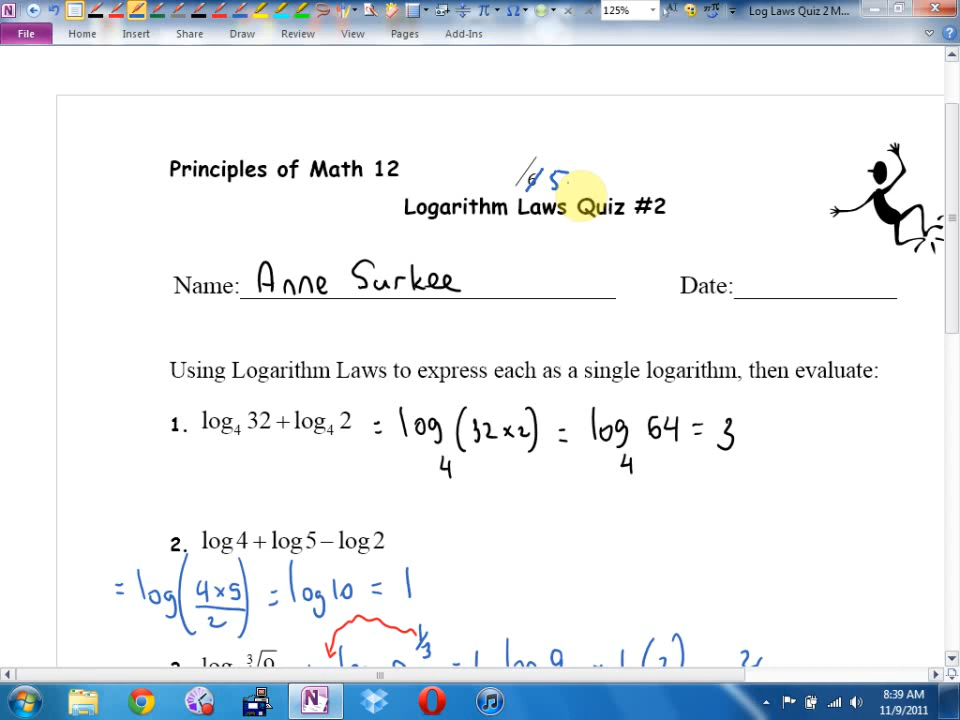 125%
Log Laws Quiz 2 M...
File Home Insert Share Draw Review View Pages Add-Ins
Principles of Math 12
/6 5
Logarithm Laws Quiz #2
Name: Anne Surkee Date:
Using Logarithm Laws to express each as a single logarithm, then evaluate:
1. log₄ 32 + log₄ 2 = log₄ (32 × 2) = log₄ 64 = 3
2. log 4 + log 5 − log 2
= log(4×5/2) = log 10 = 1
8:39 AM
11/9/2011